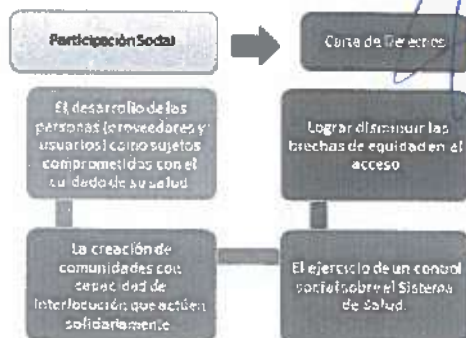 Participación Social
Carta de Derechos
El desarrollo de las
personas (proveedores y
usuarios) como sujetos
comprometidos con el
cuidado de su salud
Lograr disminuir las
brechas de equidad en al
acceso
La creación de
comunidades con
capacidad de
interlocución que actúen
solidariamente
El ejercicio de un control
social sobre el Sistema
de Salud.